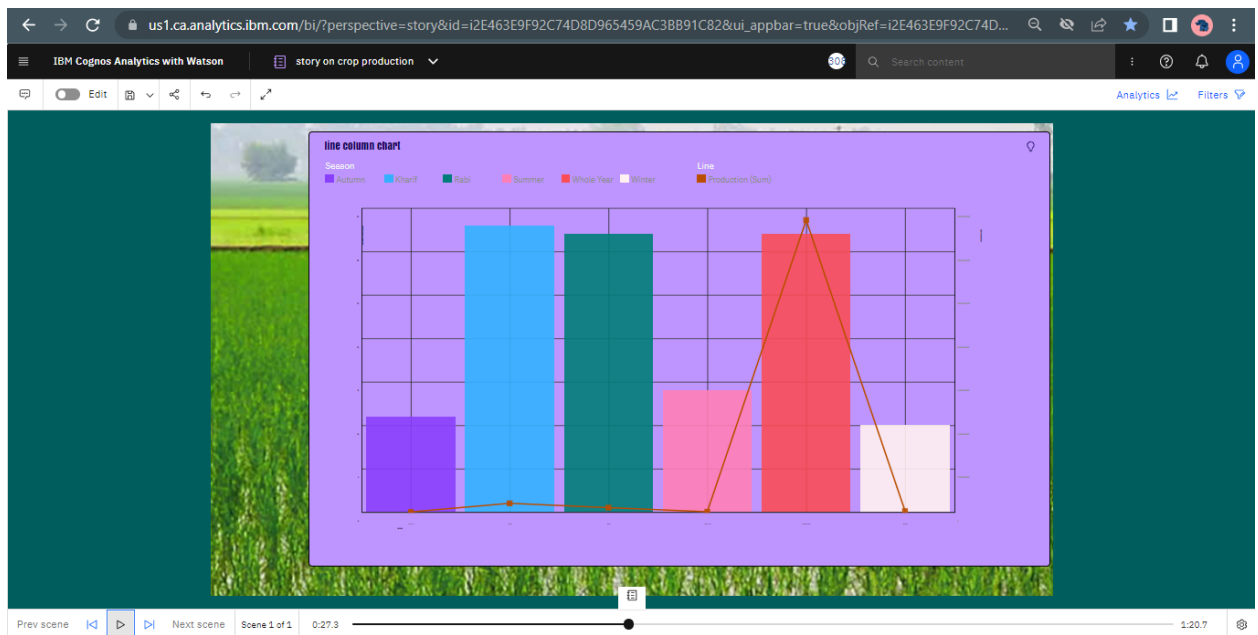 us1.ca.analytics.ibm.com/bi/?perspective=story&id=i2E463E9F92C74D8D965459AC3BB91C82&ui_appbar=true&objRef=i2E463E9F92C74D...
IBM Cognos Analytics with Watson story on crop production Search content
Edit Analytics Filters
line column chart
Season Line
Autumn Kharif Rabi Summer Whole Year Winter Production (Sum)
Prev scene Next scene Scene 1 of 1 0:27.3 1:20.7